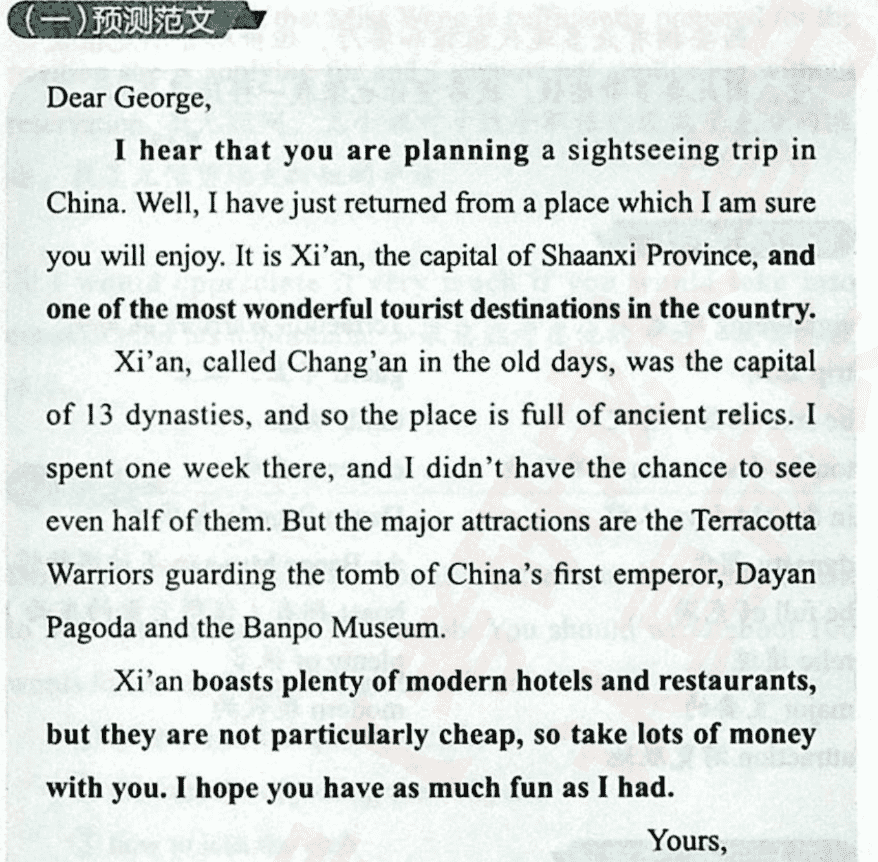 (一)预测范文
Dear George,
I hear that you are planning a sightseeing trip in
China. Well, I have just returned from a place which I am sure
you will enjoy. It is Xi’an, the capital of Shaanxi Province, and
one of the most wonderful tourist destinations in the country.
Xi’an, called Chang’an in the old days, was the capital
of 13 dynasties, and so the place is full of ancient relics. I
spent one week there, and I didn’t have the chance to see
even half of them. But the major attractions are the Terracotta
Warriors guarding the tomb of China’s first emperor, Dayan
Pagoda and the Banpo Museum.
Xi’an boasts plenty of modern hotels and restaurants,
but they are not particularly cheap, so take lots of money
with you. I hope you have as much fun as I had.
Yours,